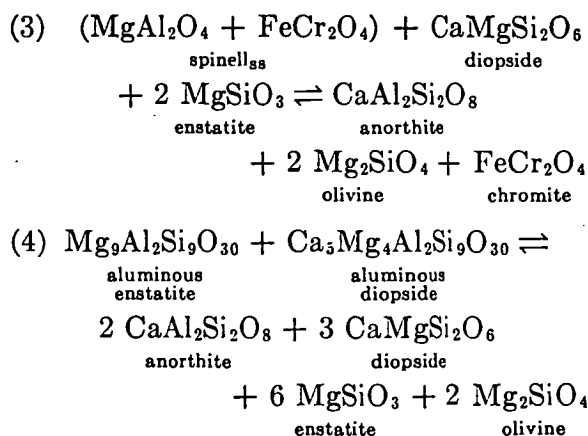 (3) (MgAl₂O₄ + FeCr₂O₄) + CaMgSi₂O₆
spinel_ss diopside
+ 2 MgSiO₃ ⇌ CaAl₂Si₂O₈
enstatite anorthite
+ 2 Mg₂SiO₄ + FeCr₂O₄
olivine chromite
(4) Mg₉Al₂Si₉O₃₀ + Ca₅Mg₄Al₂Si₉O₃₀ ⇌
aluminous aluminous
enstatite diopside
2 CaAl₂Si₂O₈ + 3 CaMgSi₂O₆
anorthite diopside
+ 6 MgSiO₃ + 2 Mg₂SiO₄
enstatite olivine